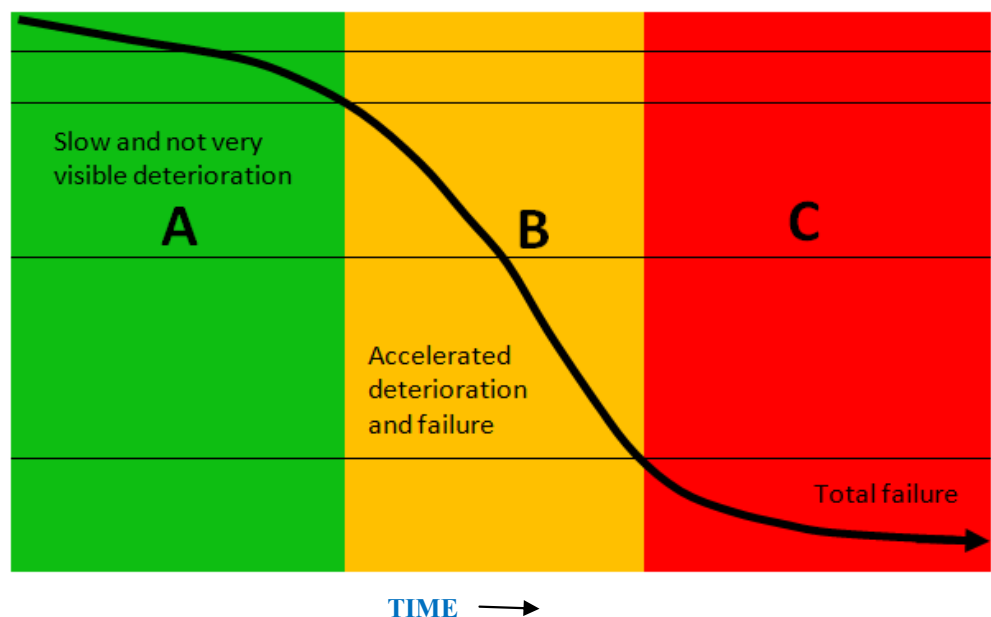 Slow and not very
visible deterioration
A
B
C
Accelerated
deterioration
and failure
Total failure
TIME